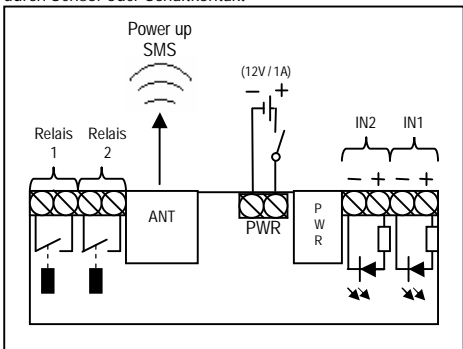 durch Sensor oder Schaltkontakt
Power up
SMS
(12V / 1A)
− +
Relais
1
Relais
2
IN2
IN1
− + − +
ANT
PWR
P
W
R